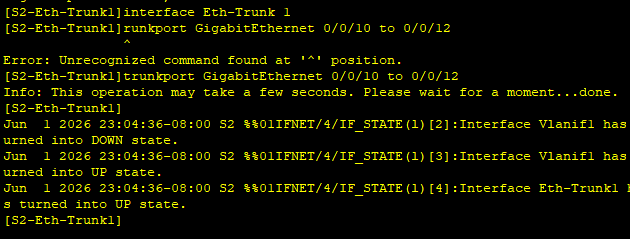 [S2-Eth-Trunk1]interface Eth-Trunk 1
[S2-Eth-Trunk1]runkport GigabitEthernet 0/0/10 to 0/0/12
^
Error: Unrecognized command found at '^' position.
[S2-Eth-Trunk1]trunkport GigabitEthernet 0/0/10 to 0/0/12
Info: This operation may take a few seconds. Please wait for a moment...done.
[S2-Eth-Trunk1]
Jun  1 2026 23:04:36-08:00 S2 %%01IFNET/4/IF_STATE(l)[2]:Interface Vlanif1 has
urned into DOWN state.
Jun  1 2026 23:04:36-08:00 S2 %%01IFNET/4/IF_STATE(l)[3]:Interface Vlanif1 has
urned into UP state.
Jun  1 2026 23:04:36-08:00 S2 %%01IFNET/4/IF_STATE(l)[4]:Interface Eth-Trunk1 h
s turned into UP state.
[S2-Eth-Trunk1]